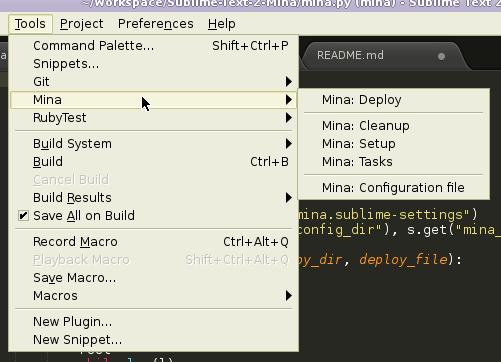 ~/Workspace/Sublime-Text-2-Mina/mina.py (mina) - Sublime Text 2
Tools Project Preferences Help
README.md
Command Palette... Shift+Ctrl+P
Snippets...
Git
Mina
RubyTest
Build System
Build Ctrl+B
Cancel Build
Build Results
Save All on Build
Record Macro Ctrl+Alt+Q
Playback Macro Shift+Ctrl+Alt+Q
Save Macro...
Macros
New Plugin...
New Snippet...
Mina: Deploy
Mina: Cleanup
Mina: Setup
Mina: Tasks
Mina: Configuration file
mina.sublime-settings")
config_dir"), s.get("mina_
y_dir, deploy_file):